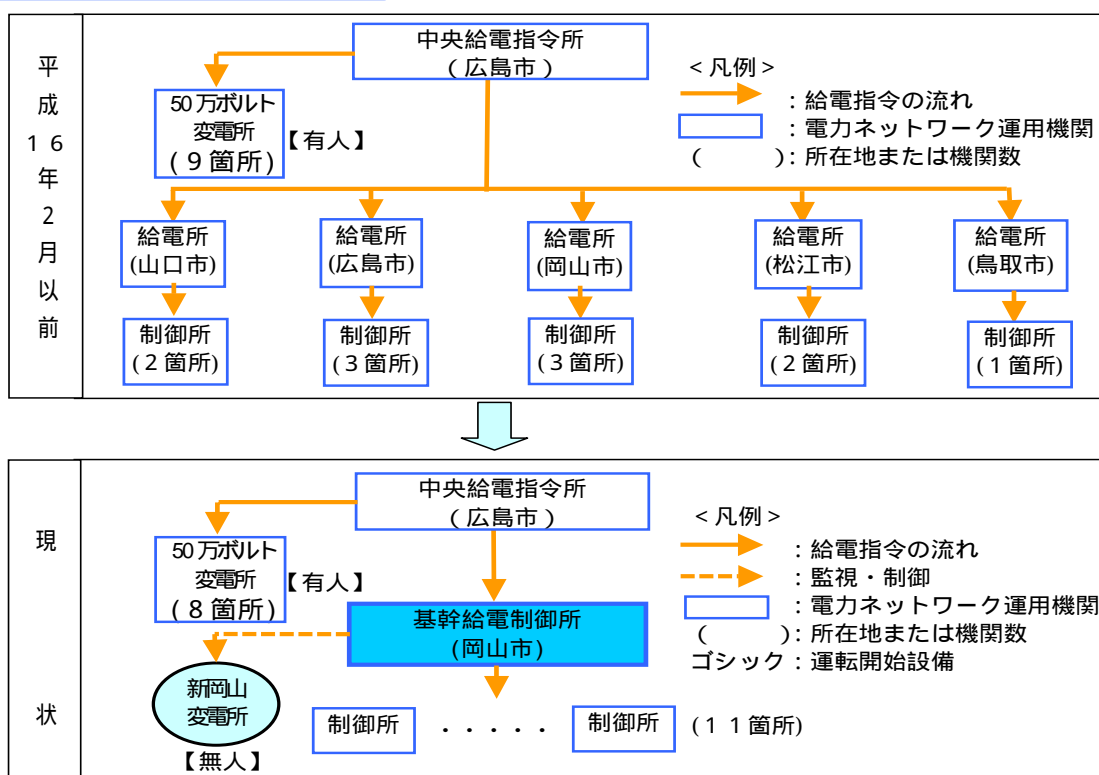 平成16年2月以前
中央給電指令所
(広島市)
50万ボルト
変電所
(9箇所)
【有人】
<凡例>
:給電指令の流れ
:電力ネットワーク運用機関
(　　):所在地または機関数
給電所
(山口市)
給電所
(広島市)
給電所
(岡山市)
給電所
(松江市)
給電所
(鳥取市)
制御所
(2箇所)
制御所
(3箇所)
制御所
(3箇所)
制御所
(2箇所)
制御所
(1箇所)
現状
中央給電指令所
(広島市)
50万ボルト
変電所
(8箇所)
【有人】
<凡例>
:給電指令の流れ
:監視・制御
:電力ネットワーク運用機関
(　　):所在地または機関数
ゴシック:運転開始設備
基幹給電制御所
(岡山市)
新岡山
変電所
【無人】
制御所 ・・・・・ 制御所 (11箇所)